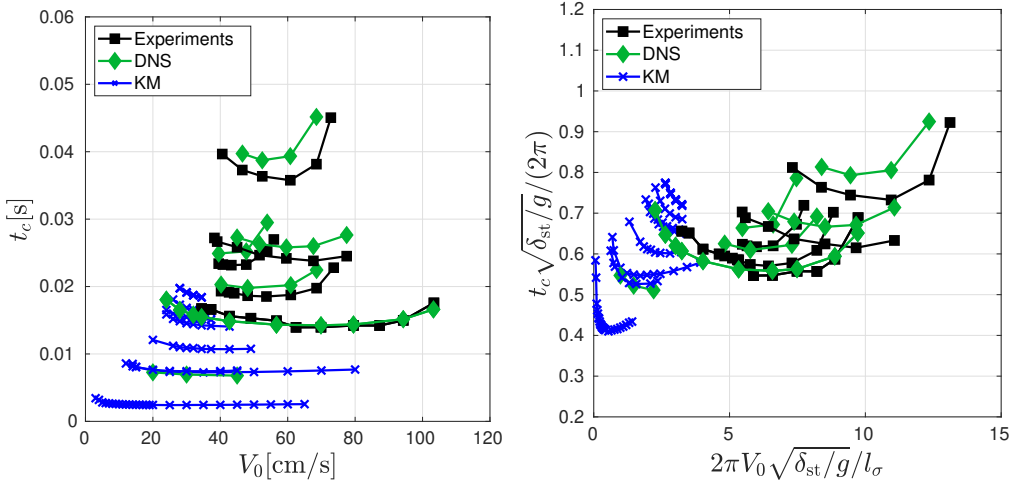 0.06
0.05
0.04
0.03
0.02
0.01
0
t_c[s]
Experiments
DNS
KM
0 20 40 60 80 100 120
V_0[cm/s]
1.2
1.1
1
0.9
0.8
0.7
0.6
0.5
0.4
0.3
0.2
t_c√δ_st/g/(2π)
Experiments
DNS
KM
0 5 10 15
2πV_0√δ_st/g/l_σ